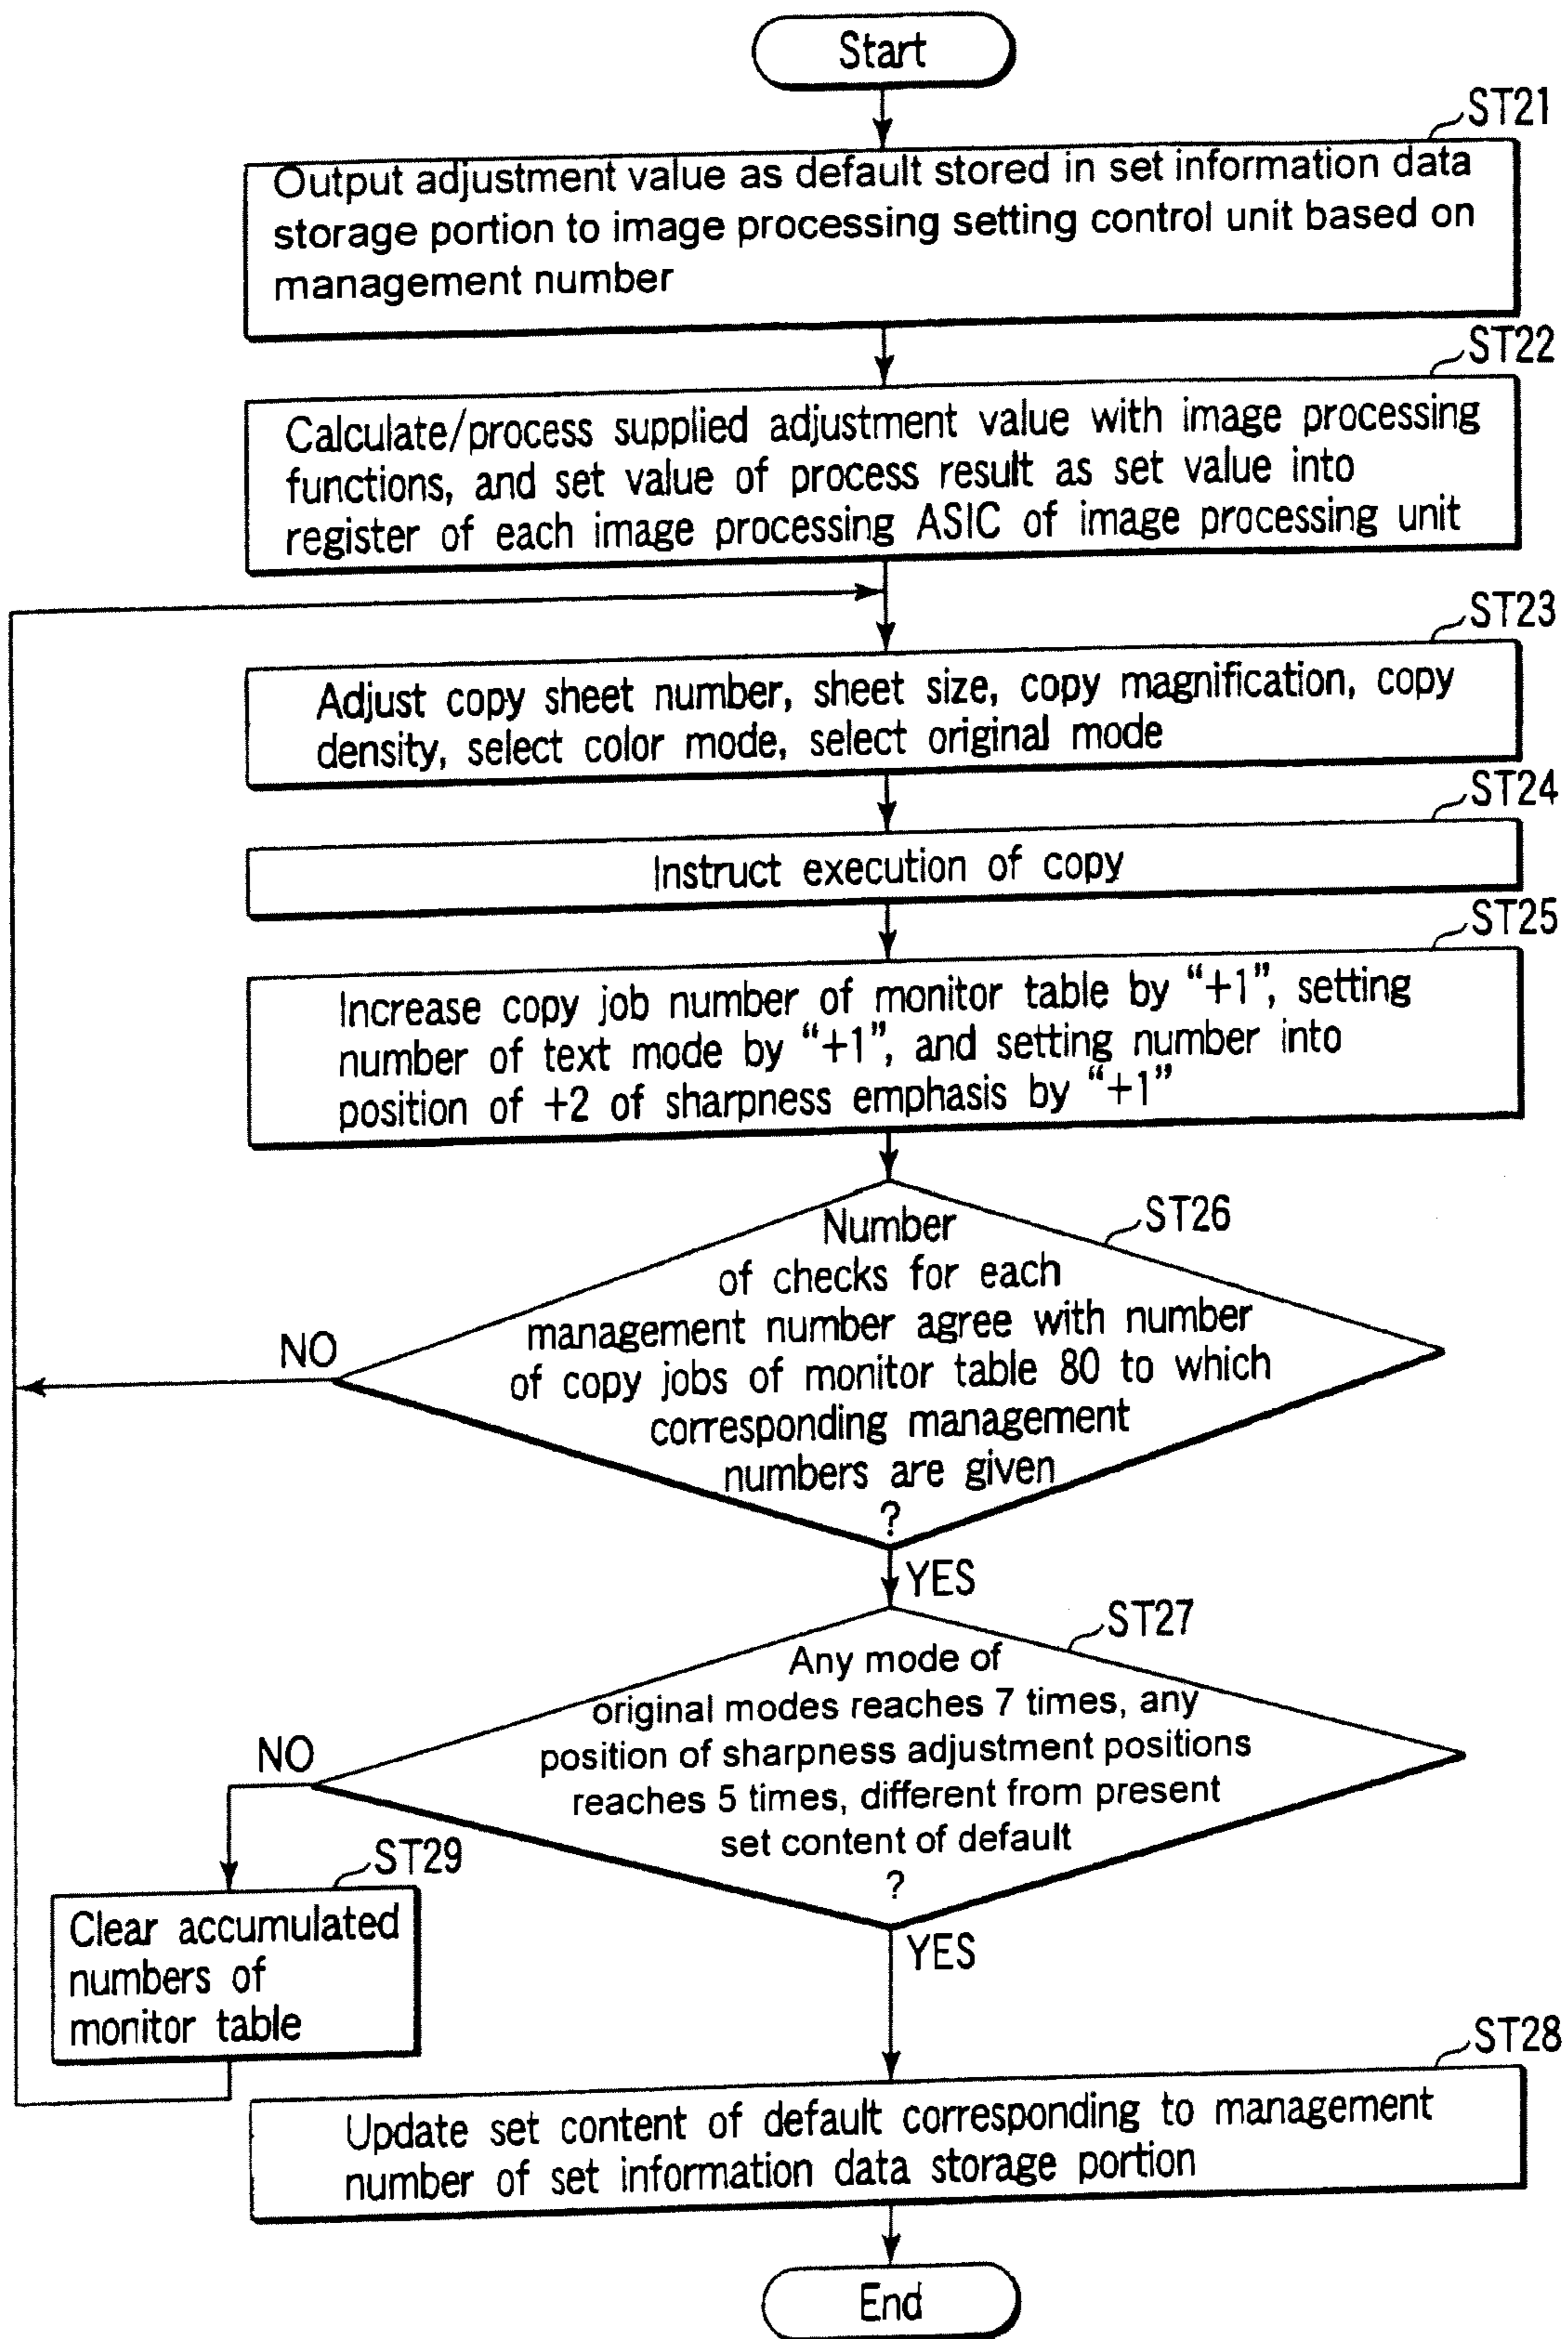 Start
ST21
Output adjustment value as default stored in set information data
storage portion to image processing setting control unit based on
management number
ST22
Calculate/process supplied adjustment value with image processing
functions, and set value of process result as set value into
register of each image processing ASIC of image processing unit
ST23
Adjust copy sheet number, sheet size, copy magnification, copy
density, select color mode, select original mode
ST24
Instruct execution of copy
ST25
Increase copy job number of monitor table by “+1”, setting
number of text mode by “+1”, and setting number into
position of +2 of sharpness emphasis by “+1”
ST26
Number
of checks for each
management number agree with number
of copy jobs of monitor table 80 to which
corresponding management
numbers are given
?
NO
YES
ST27
Any mode of
original modes reaches 7 times, any
position of sharpness adjustment positions
reaches 5 times, different from present
set content of default
?
NO
YES
ST29
Clear accumulated
numbers of
monitor table
ST28
Update set content of default corresponding to management
number of set information data storage portion
End